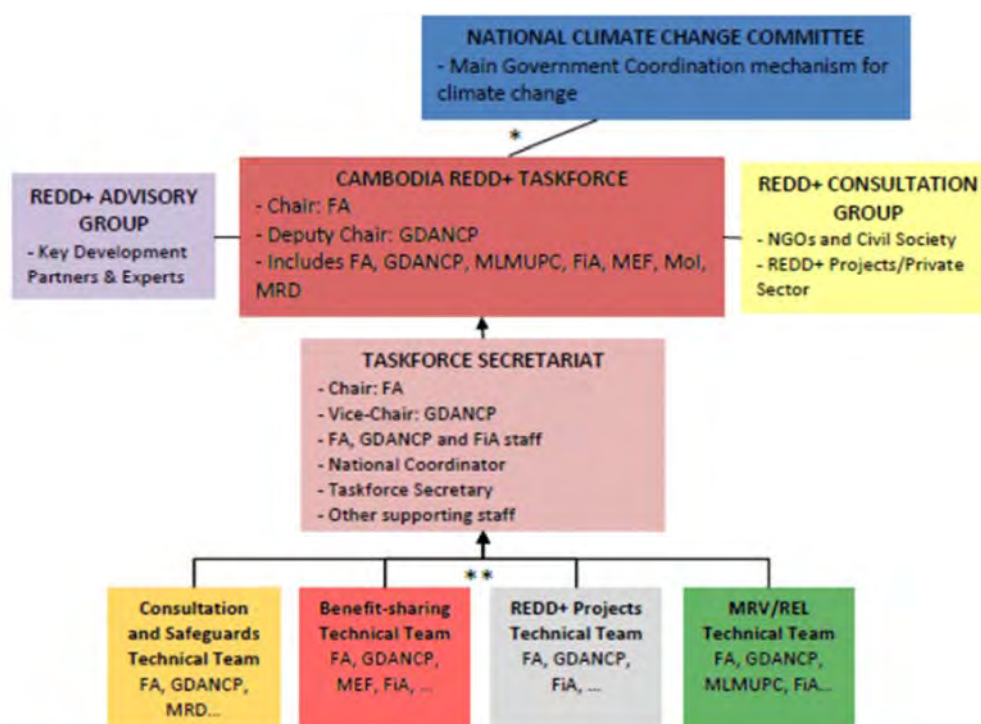 NATIONAL CLIMATE CHANGE COMMITTEE
- Main Government Coordination mechanism for
climate change
*
REDD+ ADVISORY
GROUP
- Key Development
Partners & Experts
CAMBODIA REDD+ TASKFORCE
- Chair: FA
- Deputy Chair: GDANCP
- Includes FA, GDANCP, MLMUPC, FiA, MEF, MoI,
MRD
REDD+ CONSULTATION
GROUP
- NGOs and Civil Society
- REDD+ Projects/Private
Sector
TASKFORCE SECRETARIAT
- Chair: FA
- Vice-Chair: GDANCP
- FA, GDANCP and FiA staff
- National Coordinator
- Taskforce Secretary
- Other supporting staff
**
Consultation
and Safeguards
Technical Team
FA, GDANCP,
MRD...
Benefit-sharing
Technical Team
FA, GDANCP,
MEF, FiA, ...
REDD+ Projects
Technical Team
FA, GDANCP,
FiA, ...
MRV/REL
Technical Team
FA, GDANCP,
MLMUPC, FiA...